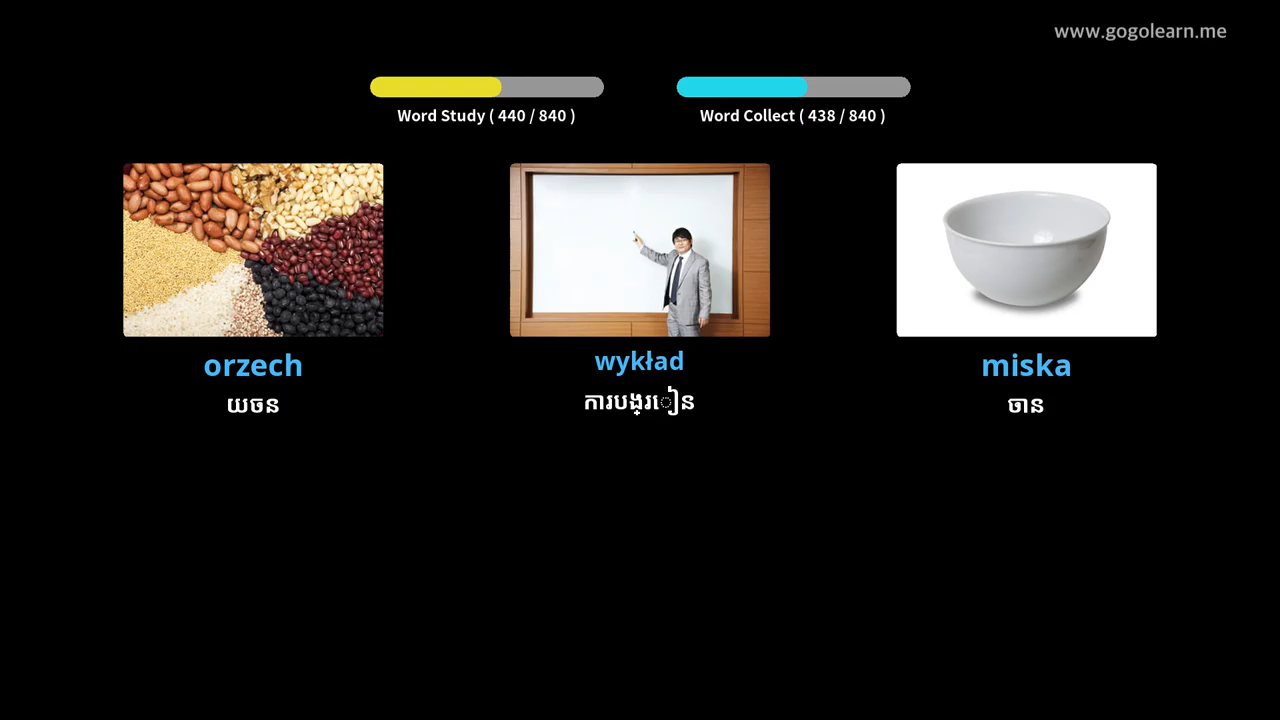 www.gogolearn.me
Word Study ( 440 / 840 )
Word Collect ( 438 / 840 )
orzech
wykład
miska
យចន
ការបង្រៀន
ចាន